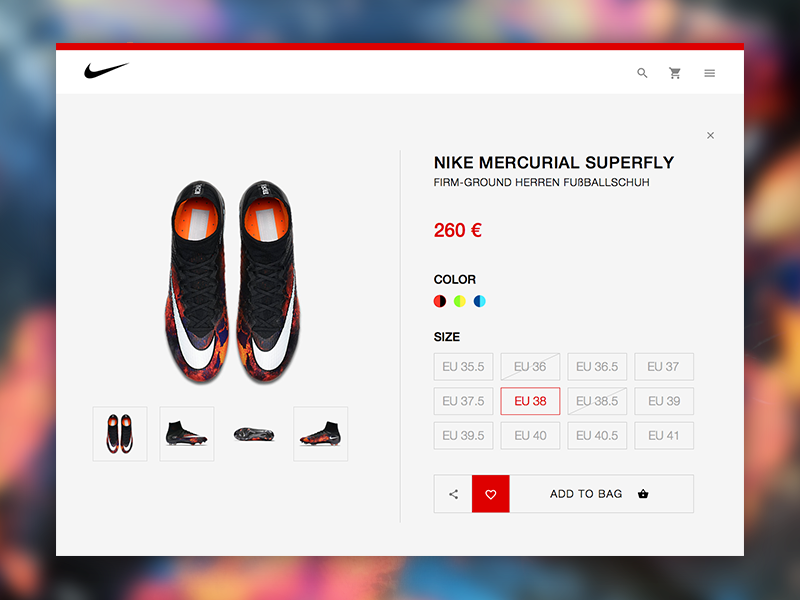 NIKE MERCURIAL SUPERFLY
FIRM-GROUND HERREN FUßBALLSCHUH
260 €
COLOR
SIZE
EU 35.5 EU 36 EU 36.5 EU 37
EU 37.5 EU 38 EU 38.5 EU 39
EU 39.5 EU 40 EU 40.5 EU 41
ADD TO BAG